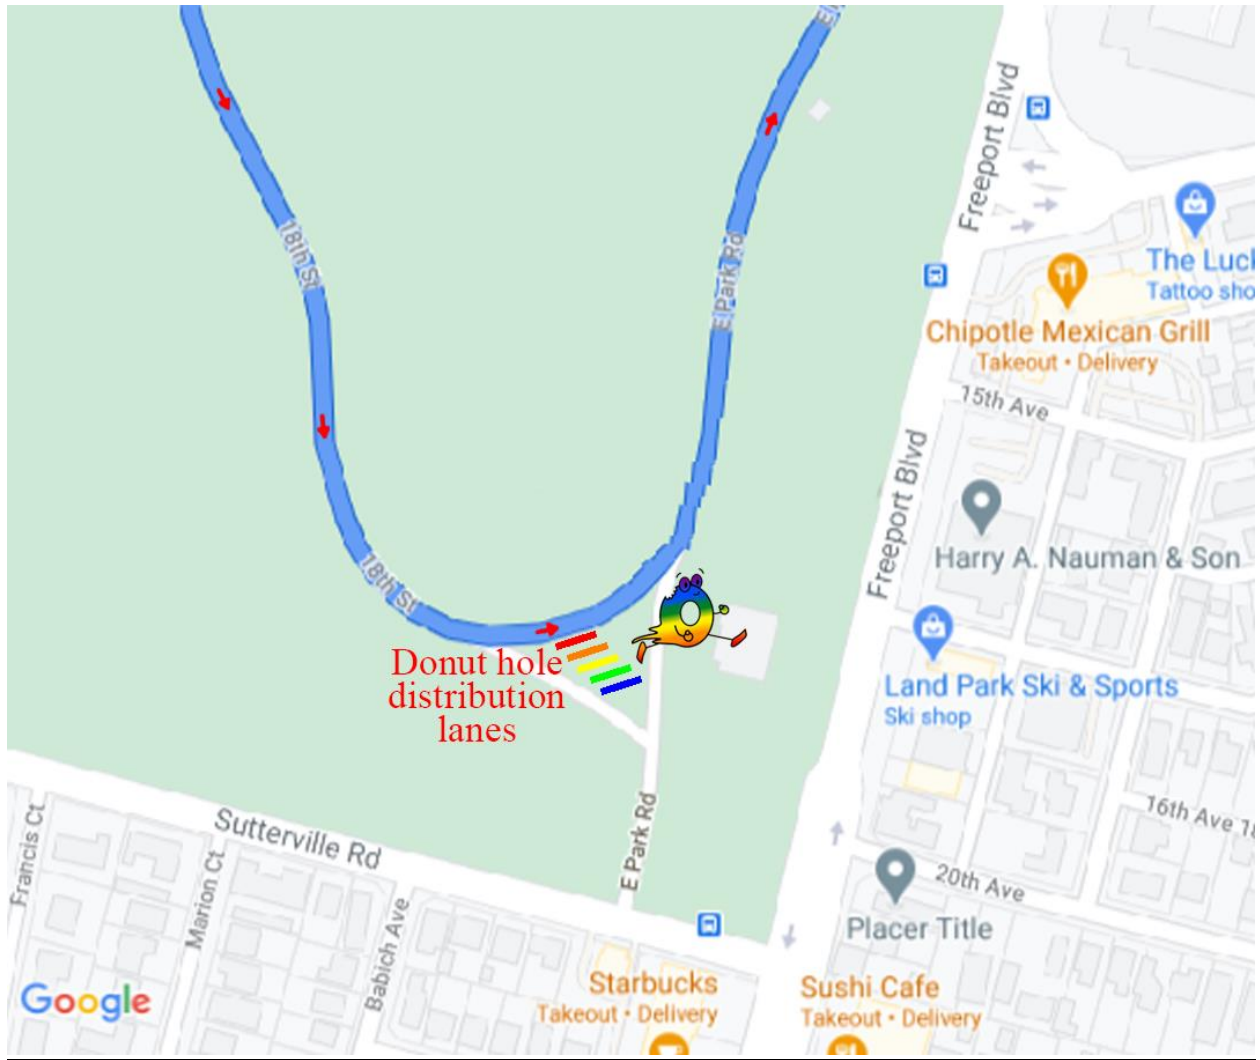 Freeport Blvd
18th St
E Park Rd
The Luck
Tattoo sho
Chipotle Mexican Grill
Takeout • Delivery
15th Ave
Freeport Blvd
Harry A. Nauman & Son
18th St
Donut hole
distribution
lanes
Land Park Ski & Sports
Ski shop
E Park Rd
16th Ave
Sutterville Rd
Francis Ct
Marion Ct
Babich Ave
20th Ave
Placer Title
Google
Starbucks
Takeout • Delivery
Sushi Cafe
Takeout • Delivery